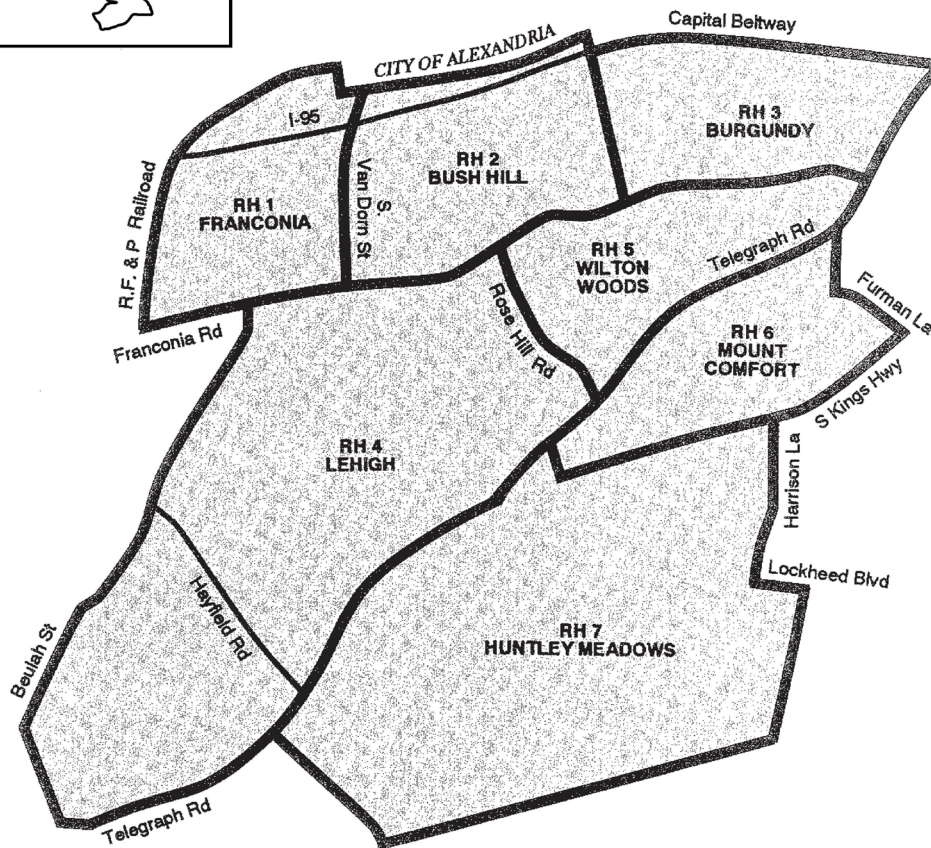 Capital Beltway
CITY OF ALEXANDRIA
I-95
RH 3
BURGUNDY
RH 2
BUSH HILL
R.F. & P Railroad
RH 1
FRANCONIA
S.
Van Dorn St
RH 5
WILTON
WOODS
Telegraph Rd
Furman La
Rose Hill Rd
Franconia Rd
RH 6
MOUNT
COMFORT
S Kings Hwy
RH 4
LEHIGH
Harrison La
Lockheed Blvd
Hayfield Rd
RH 7
HUNTLEY MEADOWS
Beulah St
Telegraph Rd